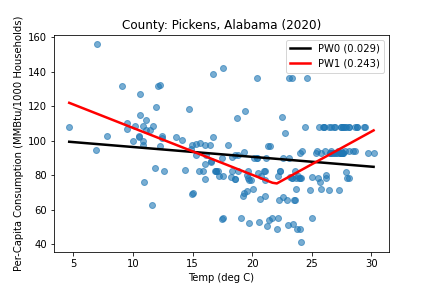 County: Pickens, Alabama (2020)
Per-Capita Consumption (MMBtu/1000 Households)
160
140
120
100
80
60
40
PW0 (0.029)
PW1 (0.243)
5
10
15
20
25
30
Temp (deg C)